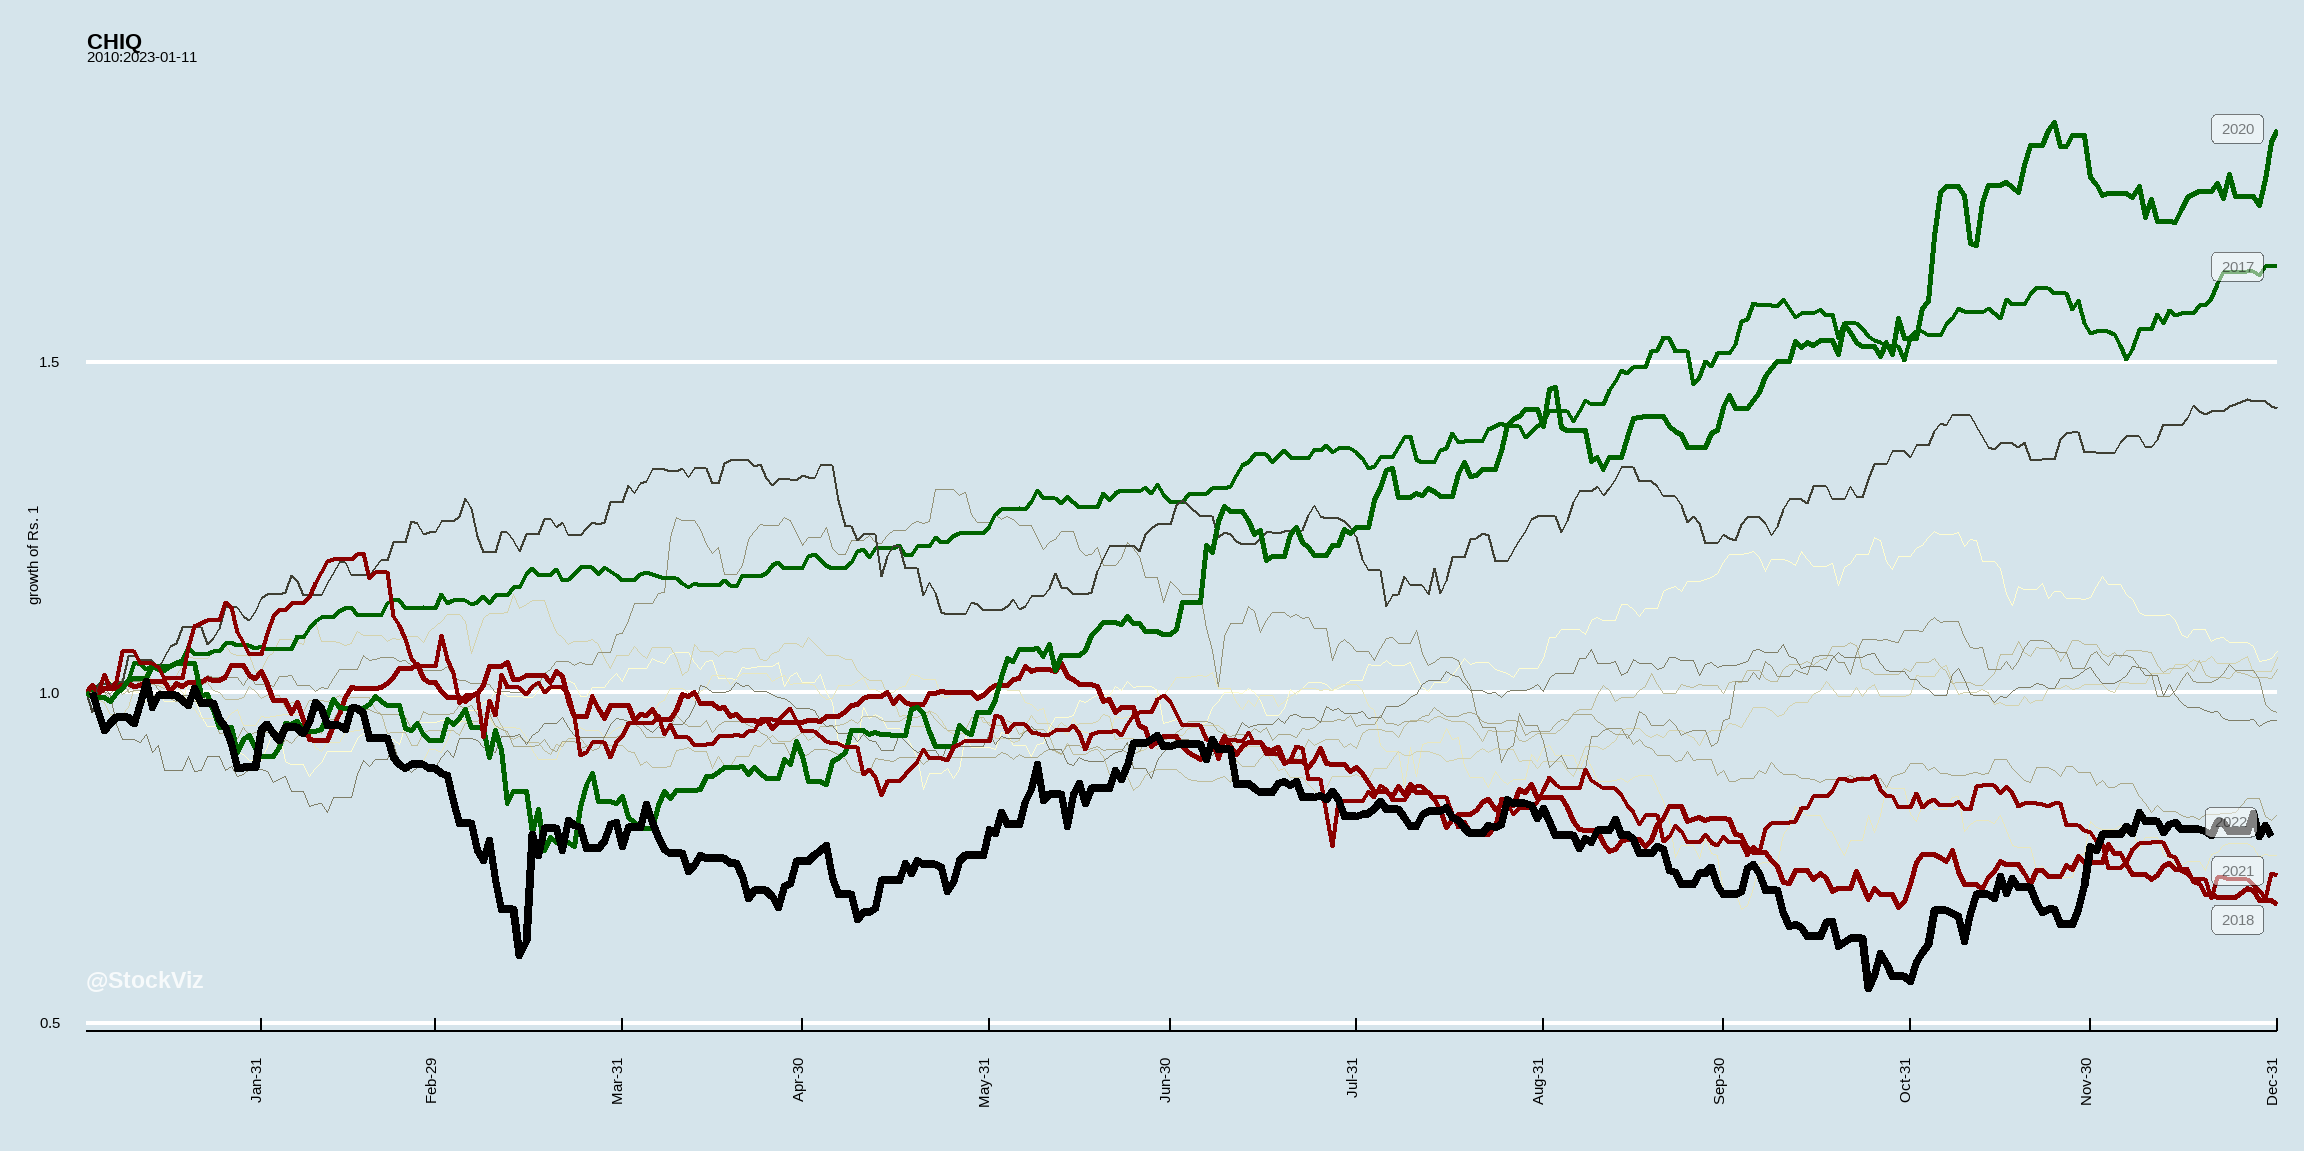 CHIQ
2010:2023-01-11
2020
2017
1.5
growth of Rs. 1
1.0
2022
2021
2018
@StockViz
0.5
Jan-31
Feb-29
Mar-31
Apr-30
May-31
Jun-30
Jul-31
Aug-31
Sep-30
Oct-31
Nov-30
Dec-31